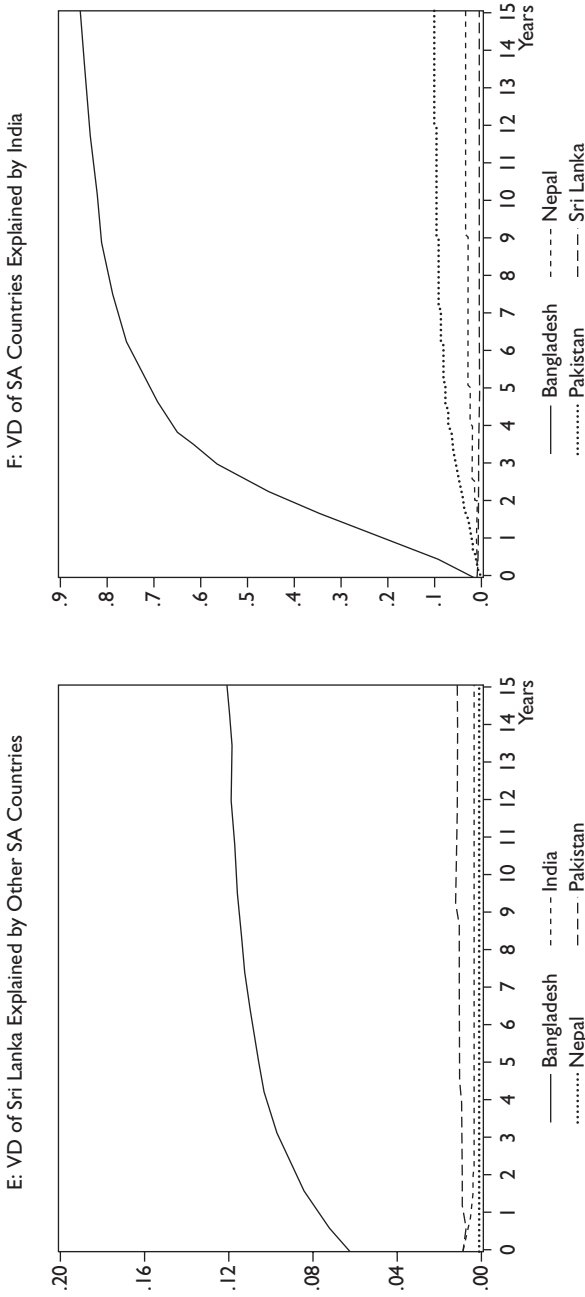 E: VD of Sri Lanka Explained by Other SA Countries
.20
.16
.12
.08
.04
.00
0 1 2 3 4 5 6 7 8 9 10 11 12 13 14 15
Years
Bangladesh India
Nepal Pakistan
F: VD of SA Countries Explained by India
.9
.8
.7
.6
.5
.4
.3
.2
.1
.0
0 1 2 3 4 5 6 7 8 9 10 11 12 13 14 15
Years
Bangladesh Nepal
Pakistan Sri Lanka